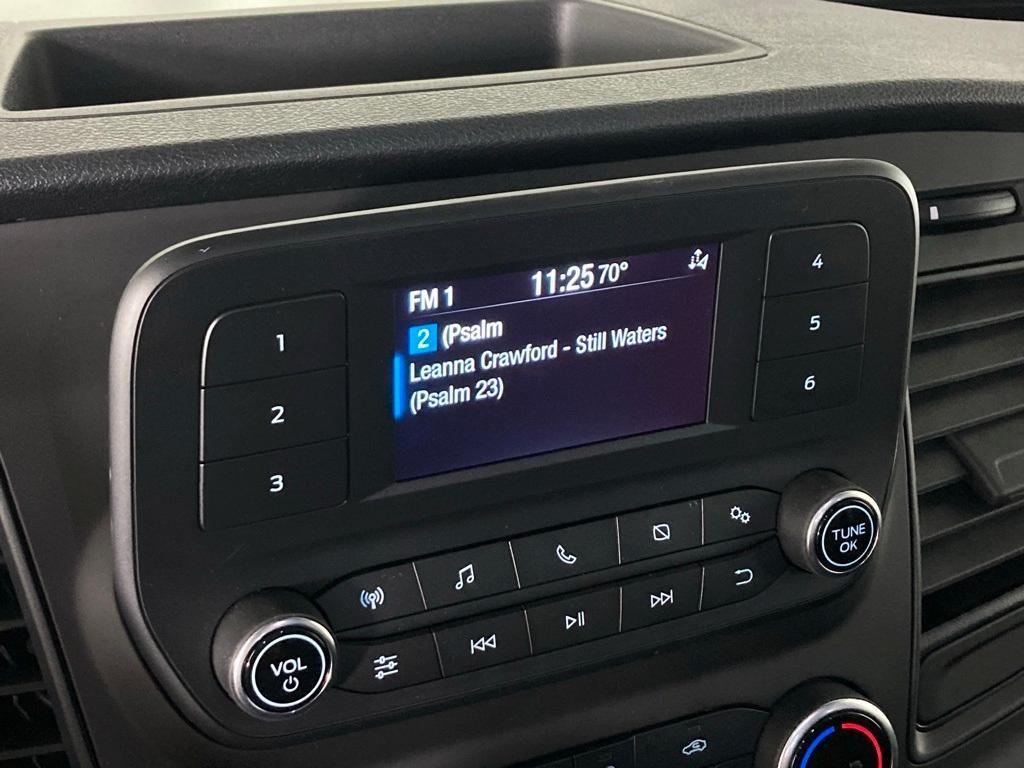 FM 1 11:25 70°
2 (Psalm
Leanna Crawford - Still Waters
(Psalm 23)
1
2
3
4
5
6
TUNE
OK
VOL